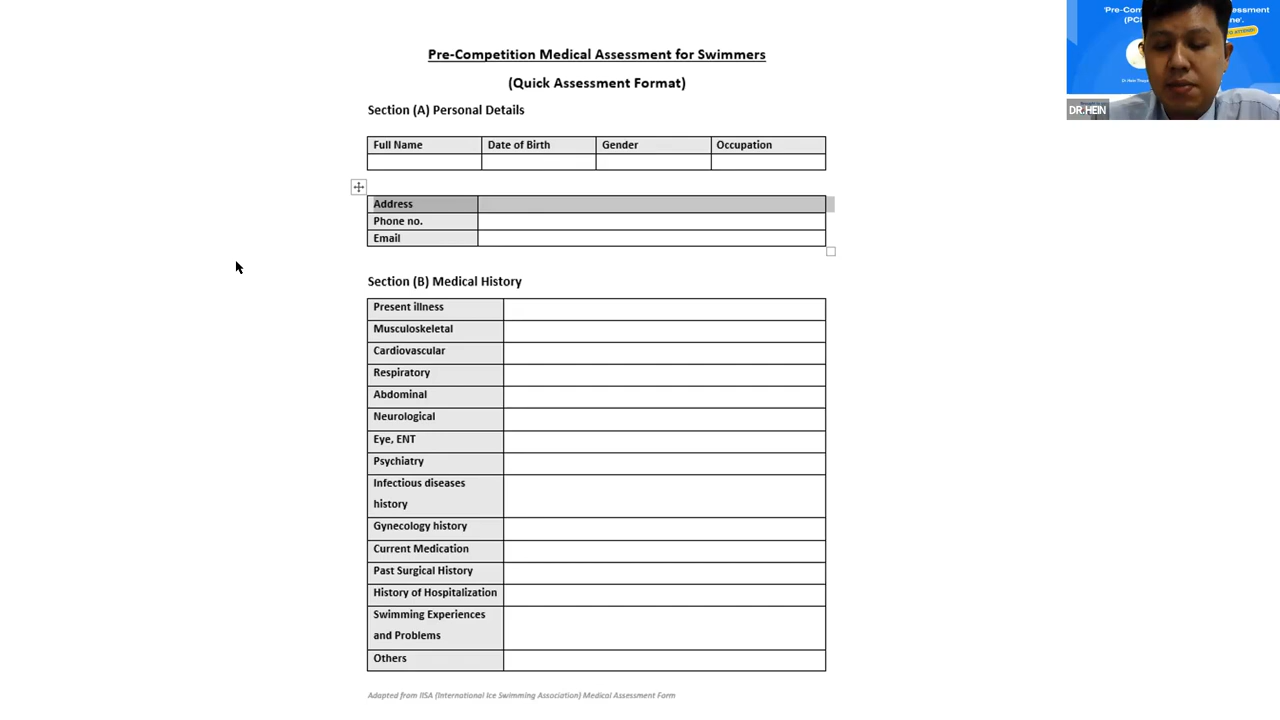 Pre-Competition Medical Assessment for Swimmers
(Quick Assessment Format)
Section (A) Personal Details
Full Name Date of Birth Gender Occupation
Address
Phone no.
Email
Section (B) Medical History
Present illness
Musculoskeletal
Cardiovascular
Respiratory
Abdominal
Neurological
Eye, ENT
Psychiatry
Infectious diseases
history
Gynecology history
Current Medication
Past Surgical History
History of Hospitalization
Swimming Experiences
and Problems
Others
Adapted from IISA (International Ice Swimming Association) Medical Assessment Form
DR.HEIN